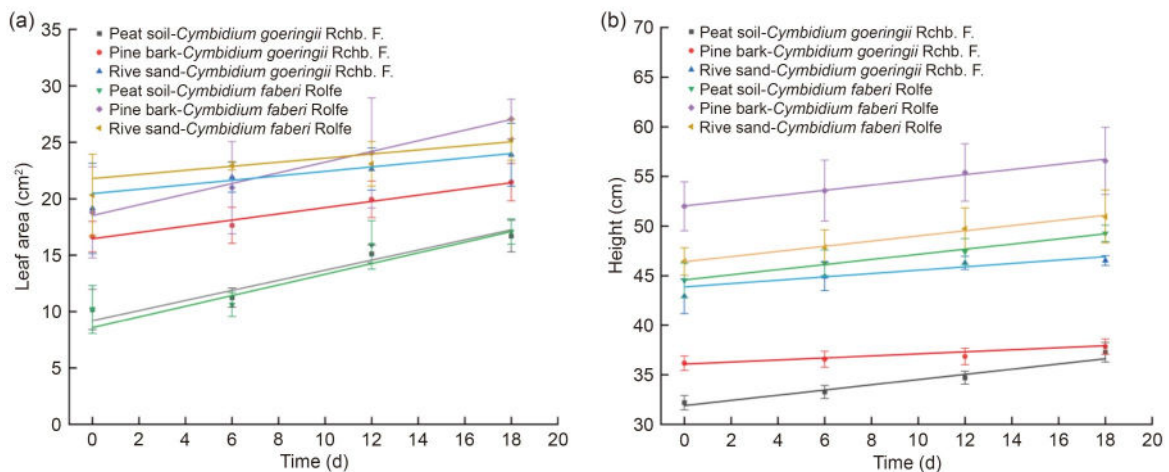 (a)
35
30
25
20
15
10
5
0
Leaf area (cm²)
Peat soil-Cymbidium goeringii Rchb. F.
Pine bark-Cymbidium goeringii Rchb. F.
Rive sand-Cymbidium goeringii Rchb. F.
Peat soil-Cymbidium faberi Rolfe
Pine bark-Cymbidium faberi Rolfe
Rive sand-Cymbidium faberi Rolfe
0 2 4 6 8 10 12 14 16 18 20
Time (d)
(b)
70
65
60
55
50
45
40
35
30
Height (cm)
Peat soil-Cymbidium goeringii Rchb. F.
Pine bark-Cymbidium goeringii Rchb. F.
Rive sand-Cymbidium goeringii Rchb. F.
Peat soil-Cymbidium faberi Rolfe
Pine bark-Cymbidium faberi Rolfe
Rive sand-Cymbidium faberi Rolfe
0 2 4 6 8 10 12 14 16 18 20
Time (d)